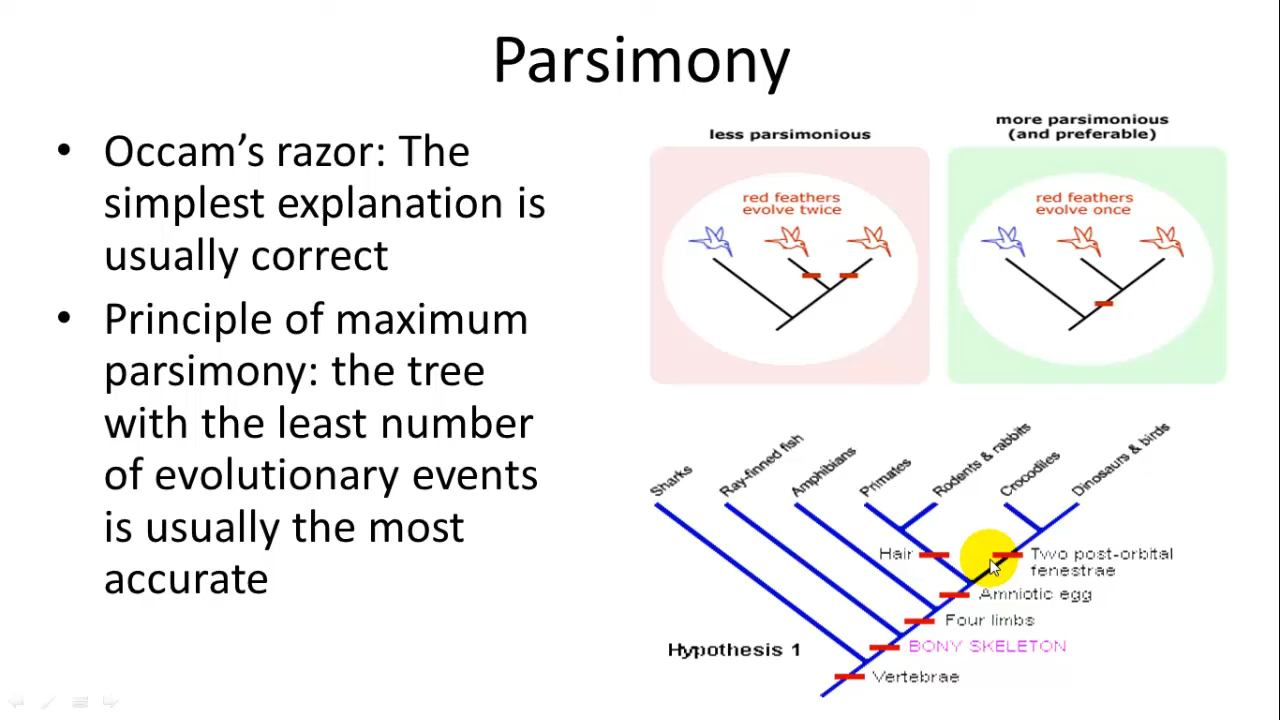 Parsimony
• Occam's razor: The
simplest explanation is
usually correct
• Principle of maximum
parsimony: the tree
with the least number
of evolutionary events
is usually the most
accurate
less parsimonious
red feathers
evolve twice
more parsimonious
(and preferable)
red feathers
evolve once
Sharks
Ray-finned fish
Amphibians
Primates
Rodents & rabbits
Crocodiles
Dinosaurs & birds
Hair
Two post-orbital
fenestrae
Amniotic egg
Four limbs
BONY SKELETON
Hypothesis 1
Vertebrae